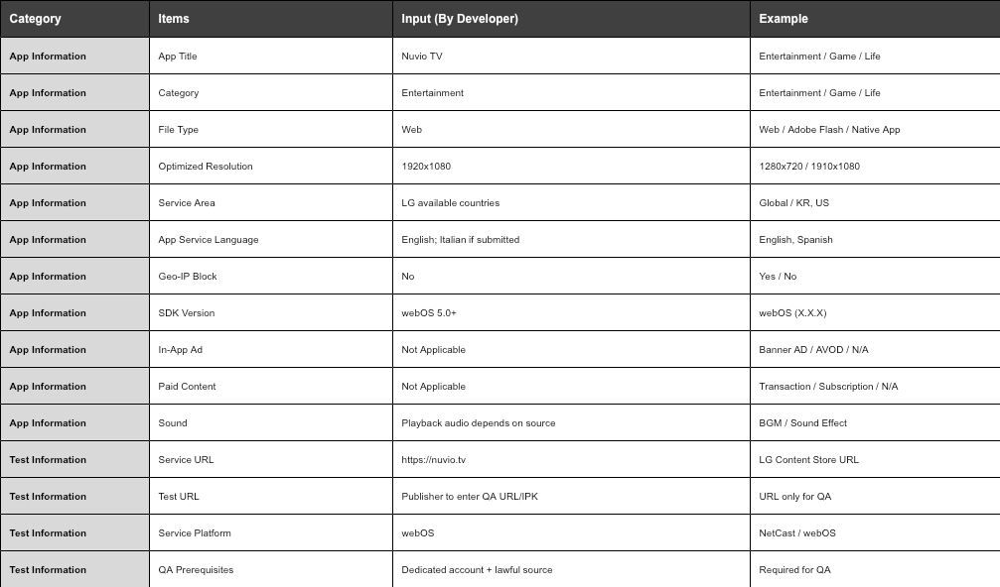 Category Items Input (By Developer) Example
App Information App Title Nuvio TV Entertainment / Game / Life
App Information Category Entertainment Entertainment / Game / Life
App Information File Type Web Web / Adobe Flash / Native App
App Information Optimized Resolution 1920x1080 1280x720 / 1910x1080
App Information Service Area LG available countries Global / KR, US
App Information App Service Language English; Italian if submitted English, Spanish
App Information Geo-IP Block No Yes / No
App Information SDK Version webOS 5.0+ webOS (X.X.X)
App Information In-App Ad Not Applicable Banner AD / AVOD / N/A
App Information Paid Content Not Applicable Transaction / Subscription / N/A
App Information Sound Playback audio depends on source BGM / Sound Effect
Test Information Service URL https://nuvio.tv LG Content Store URL
Test Information Test URL Publisher to enter QA URL/IPK URL only for QA
Test Information Service Platform webOS NetCast / webOS
Test Information QA Prerequisites Dedicated account + lawful source Required for QA